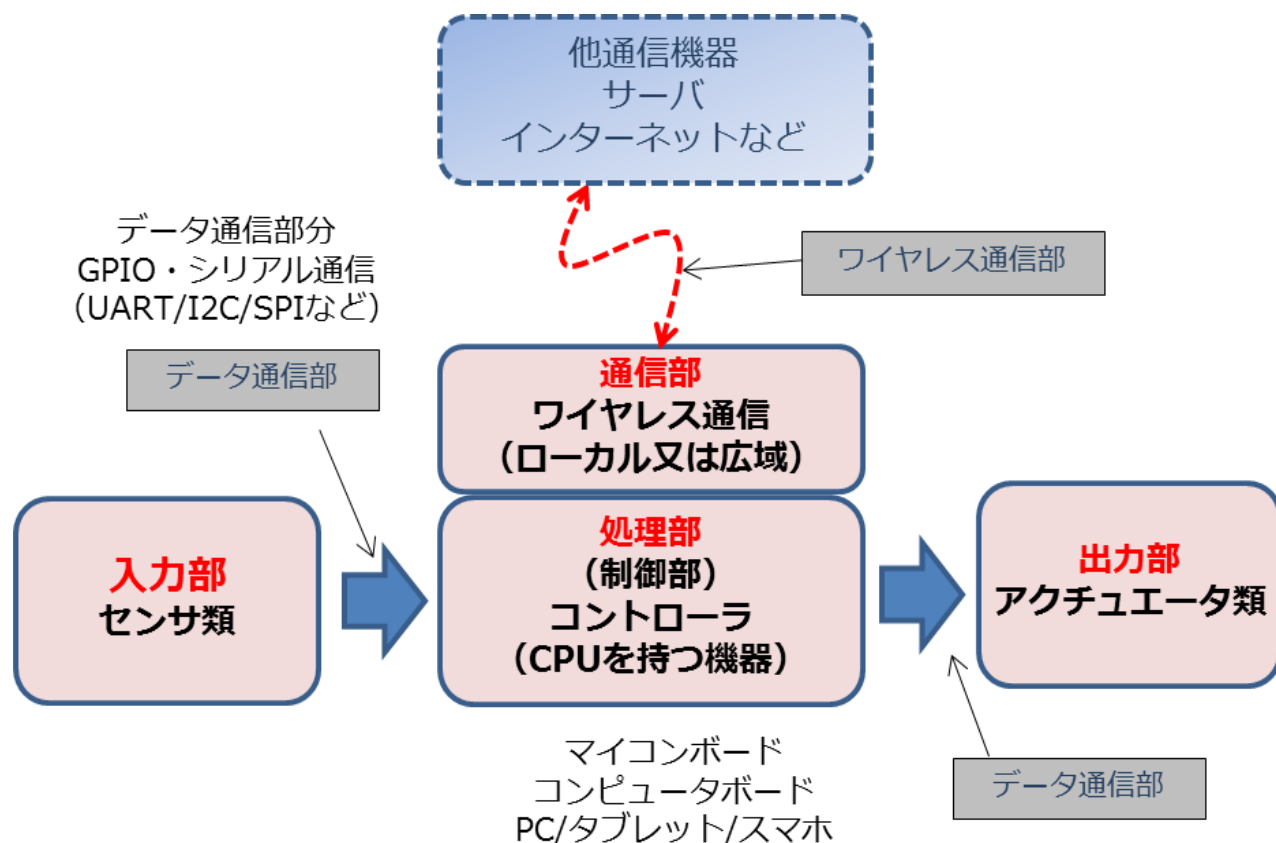 他通信機器
サーバ
インターネットなど
データ通信部分
GPIO・シリアル通信
（UART/I2C/SPIなど）
ワイヤレス通信部
データ通信部
通信部
ワイヤレス通信
（ローカル又は広域）
入力部
センサ類
処理部
（制御部）
コントローラ
（CPUを持つ機器）
出力部
アクチュエータ類
マイコンボード
コンピュータボード
PC/タブレット/スマホ
データ通信部